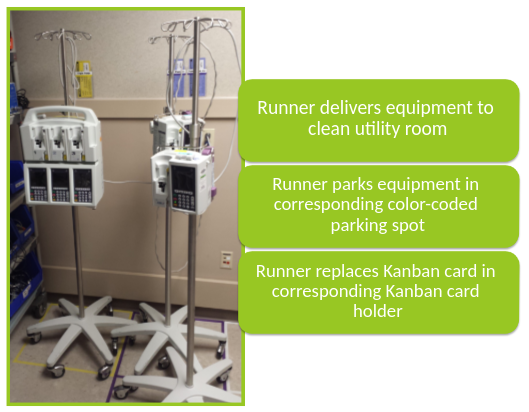 Runner delivers equipment to
clean utility room
Runner parks equipment in
corresponding color-coded
parking spot
Runner replaces Kanban card in
corresponding Kanban card
holder